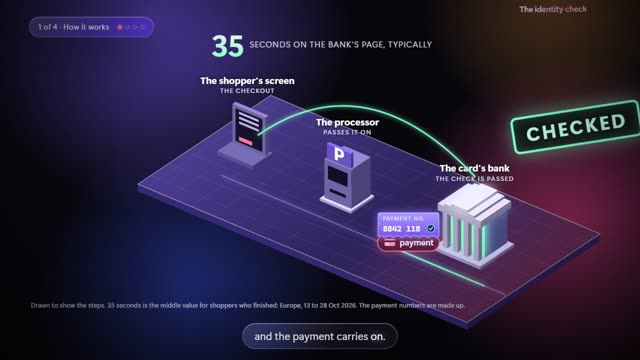 The identity check
1 of 4 · How it works
35 SECONDS ON THE BANK'S PAGE, TYPICALLY
The shopper's screen
THE CHECKOUT
The processor
PASSES IT ON
P
CHECKED
The card's bank
THE CHECK IS PASSED
PAYMENT NO.
8842 118
payment
Drawn to show the steps. 35 seconds is the middle value for shoppers who finished: Europe, 13 to 28 Oct 2026. The payment numbers are made up.
and the payment carries on.